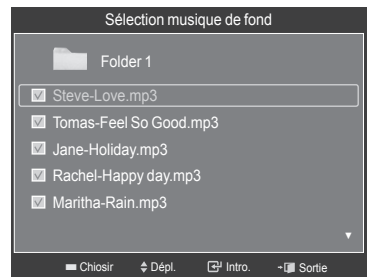 Sélection musique de fond
Folder 1
Steve-Love.mp3
Tomas-Feel So Good.mp3
Jane-Holiday.mp3
Rachel-Happy day.mp3
Maritha-Rain.mp3
Chiosir Dépl. Intro. Sortie